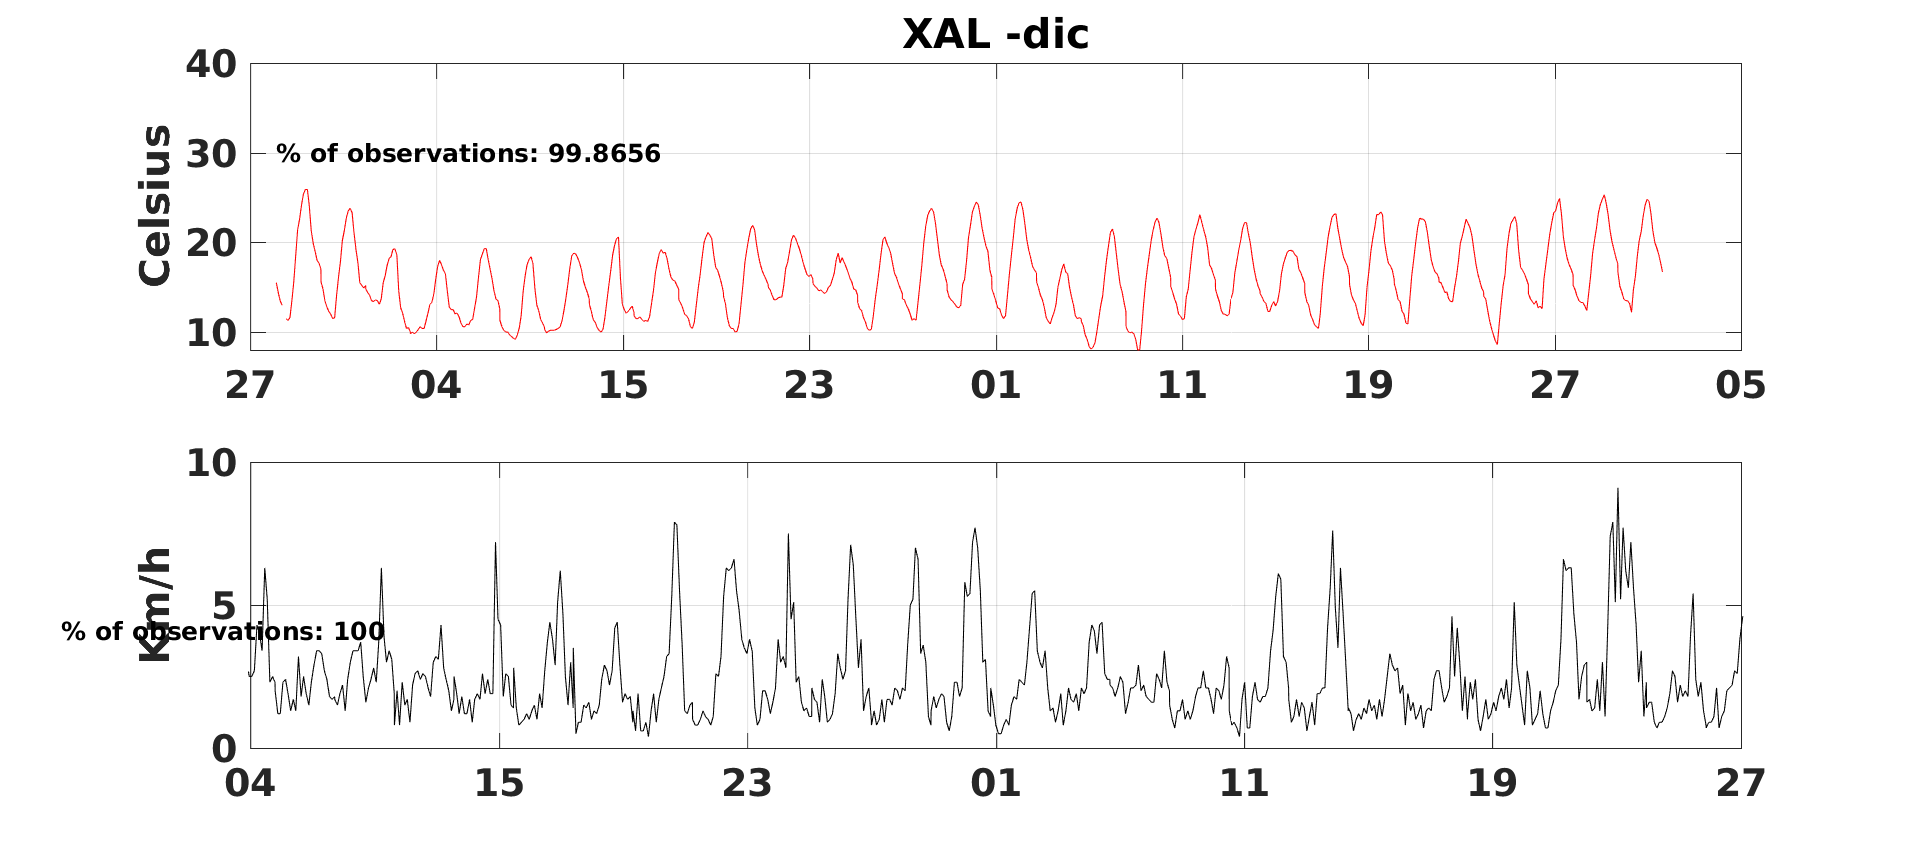 XAL -dic
40
30
20
10
Celsius
% of observations: 99.8656
27 04 15 23 01 11 19 27 05
10
5
0
Km/h
% of observations: 100
04 15 23 01 11 19 27